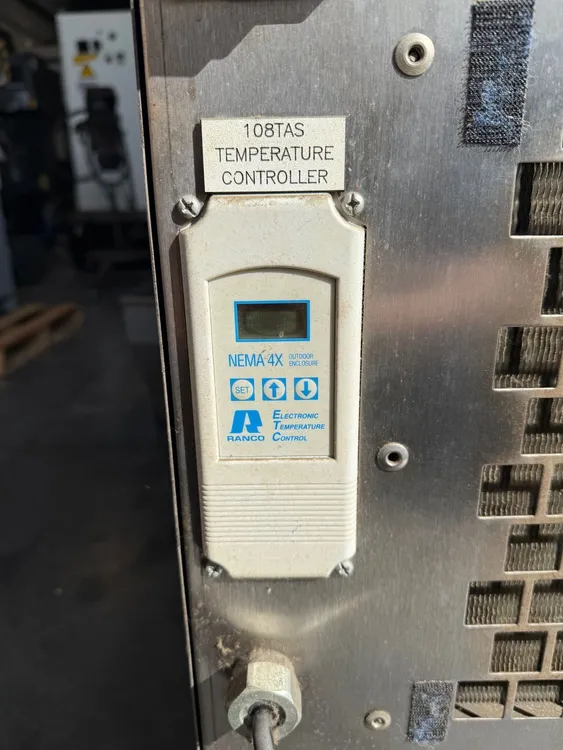 108TAS
TEMPERATURE
CONTROLLER
NEMA 4X OUTDOOR
ENCLOSURE
SET
RANCO
ELECTRONIC
TEMPERATURE
CONTROL